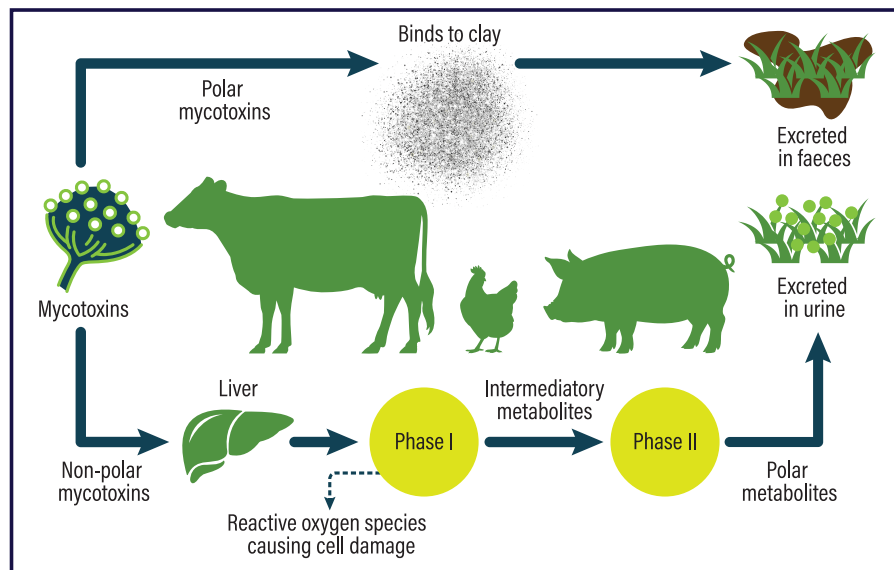 Binds to clay
Polar
mycotoxins
Excreted
in faeces
Mycotoxins
Excreted
in urine
Liver
Intermediatory
metabolites
Phase I
Phase II
Non-polar
mycotoxins
Polar
metabolites
Reactive oxygen species
causing cell damage